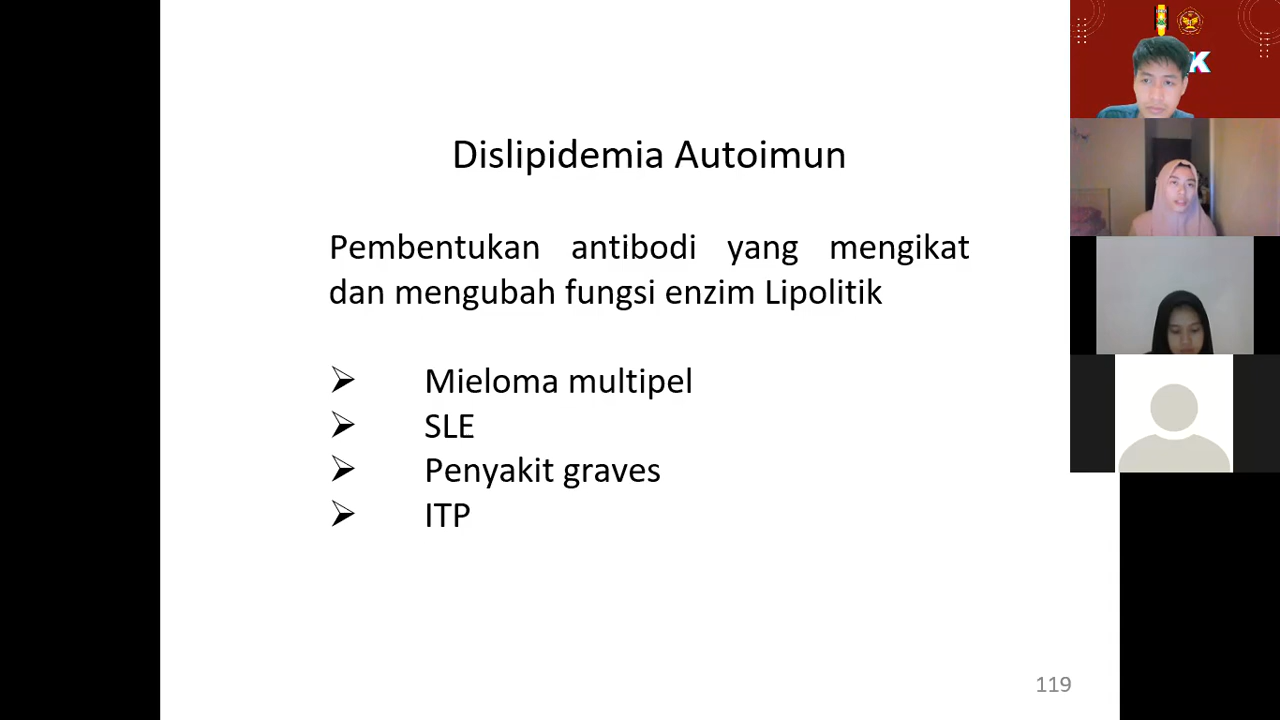 Dislipidemia Autoimun
Pembentukan antibodi yang mengikat
dan mengubah fungsi enzim Lipolitik
Mieloma multipel
SLE
Penyakit graves
ITP
119
K